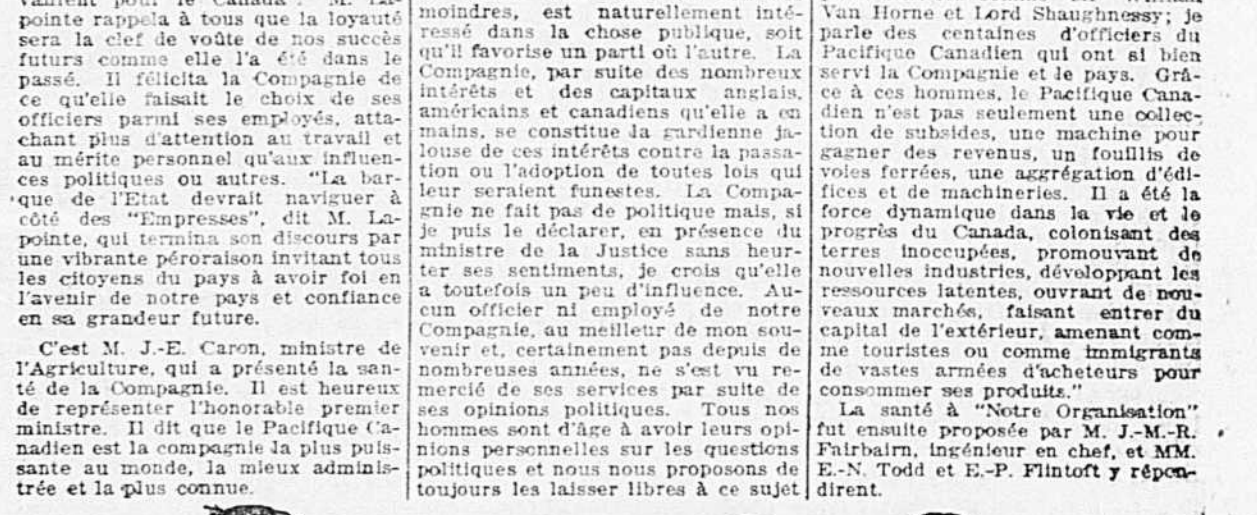 pointe rappela à tous que la loyauté
sera la clef de voûte de nos succès
futurs comme elle l'a été dans le
passé. Il félicita la Compagnie de
ce qu'elle faisait le choix de ses
officiers parmi ses employés, atta-
chant plus d'attention au travail et
au mérite personnel qu'aux influen-
ces politiques ou autres. "La bar-
que de l'Etat devrait naviguer à
côté des "Empresses", dit M. La-
pointe, qui termina son discours par
une vibrante péroraison invitant tous
les citoyens du pays à avoir foi en
l'avenir de notre pays et confiance
en sa grandeur future.
C'est M. J.-E. Caron, ministre de
l'Agriculture, qui a présenté la san-
té de la Compagnie. Il est heureux
de représenter l'honorable premier
ministre. Il dit que le Pacifique Ca-
nadien est la compagnie la plus puis-
sante au monde, la mieux adminis-
trée et la plus connue.
moindres, est naturellement inté-
ressé dans la chose publique, soit
qu'il favorise un parti où l'autre. La
Compagnie, par suite des nombreux
intérêts et des capitaux anglais,
américains et canadiens qu'elle a en
mains, se constitue la gardienne ja-
louse de ces intérêts contre la passa-
tion ou l'adoption de toutes lois qui
leur seraient funestes. La Compa-
gnie ne fait pas de politique mais, si
je puis le déclarer, en présence du
ministre de la Justice sans heur-
ter ses sentiments, je crois qu'elle
a toutefois un peu d'influence. Au-
cun officier ni employé de notre
Compagnie, au meilleur de mon sou-
venir et, certainement pas depuis de
nombreuses années, ne s'est vu re-
mercié de ses services par suite de
ses opinions politiques. Tous nos
hommes sont d'âge à avoir leurs opi-
nions personnelles sur les questions
politiques et nous nous proposons de
toujours les laisser libres à ce sujet
Van Horne et Lord Shaughnessy; je
parle des centaines d'officiers du
Pacifique Canadien qui ont si bien
servi la Compagnie et le pays. Grâ-
ce à ces hommes, le Pacifique Cana-
dien n'est pas seulement une collec-
tion de subsides, une machine pour
gagner des revenus, un fouillis de
voies ferrées, une aggrégation d'édi-
fices et de machineries. Il a été la
force dynamique dans la vie et le
progrès du Canada, colonisant des
terres inoccupées, promouvant de
nouvelles industries, développant les
ressources latentes, ouvrant de nou-
veaux marchés, faisant entrer du
capital de l'extérieur, amenant com-
me touristes ou comme immigrants
de vastes armées d'acheteurs pour
consommer ses produits."
La santé à "Notre Organisation"
fut ensuite proposée par M. J.-M.-R.
Fairbairn, ingénieur en chef, et MM.
E.-N. Todd et E.-P. Flintoft y répon-
dirent.